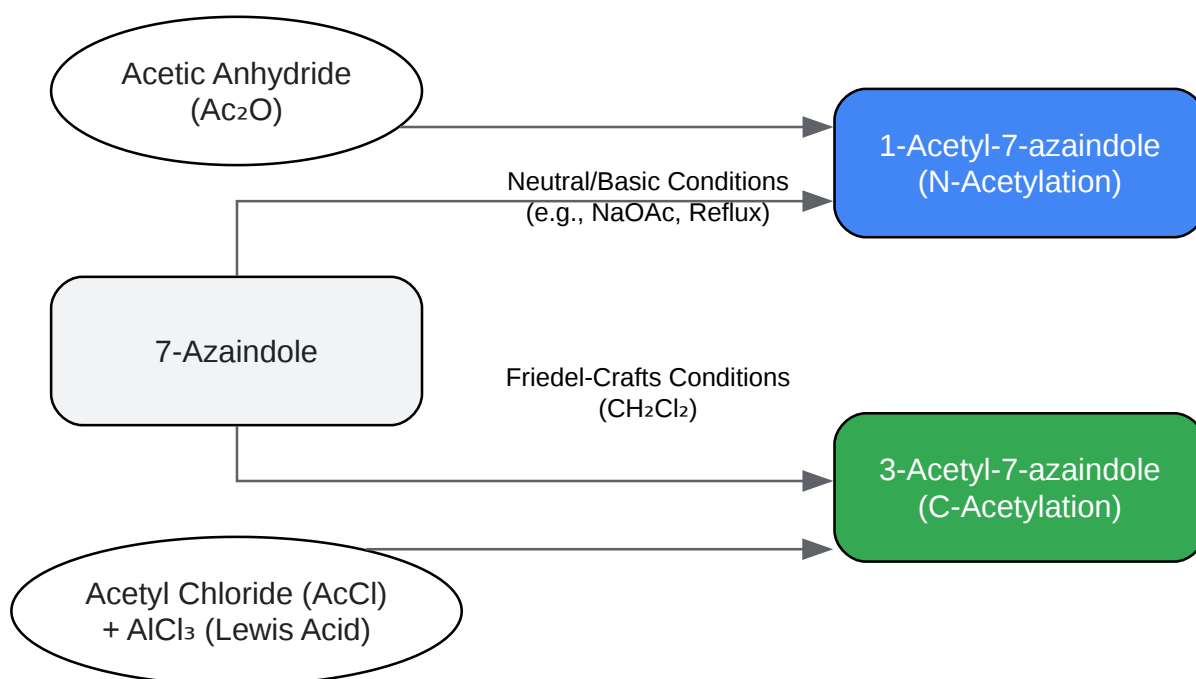 Acetic Anhydride
(Ac₂O)
1-Acetyl-7-azaindole
(N-Acetylation)
Neutral/Basic Conditions
(e.g., NaOAc, Reflux)
7-Azaindole
Friedel-Crafts Conditions
(CH₂Cl₂)
3-Acetyl-7-azaindole
(C-Acetylation)
Acetyl Chloride (AcCl)
+ AlCl₃ (Lewis Acid)